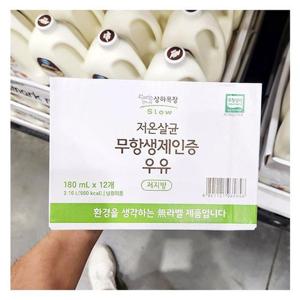 상하목장
Slow
저온살균
무항생제인증
우유
180 mL x 12개
저지방
환경을 생각하는 無라벨 제품입니다